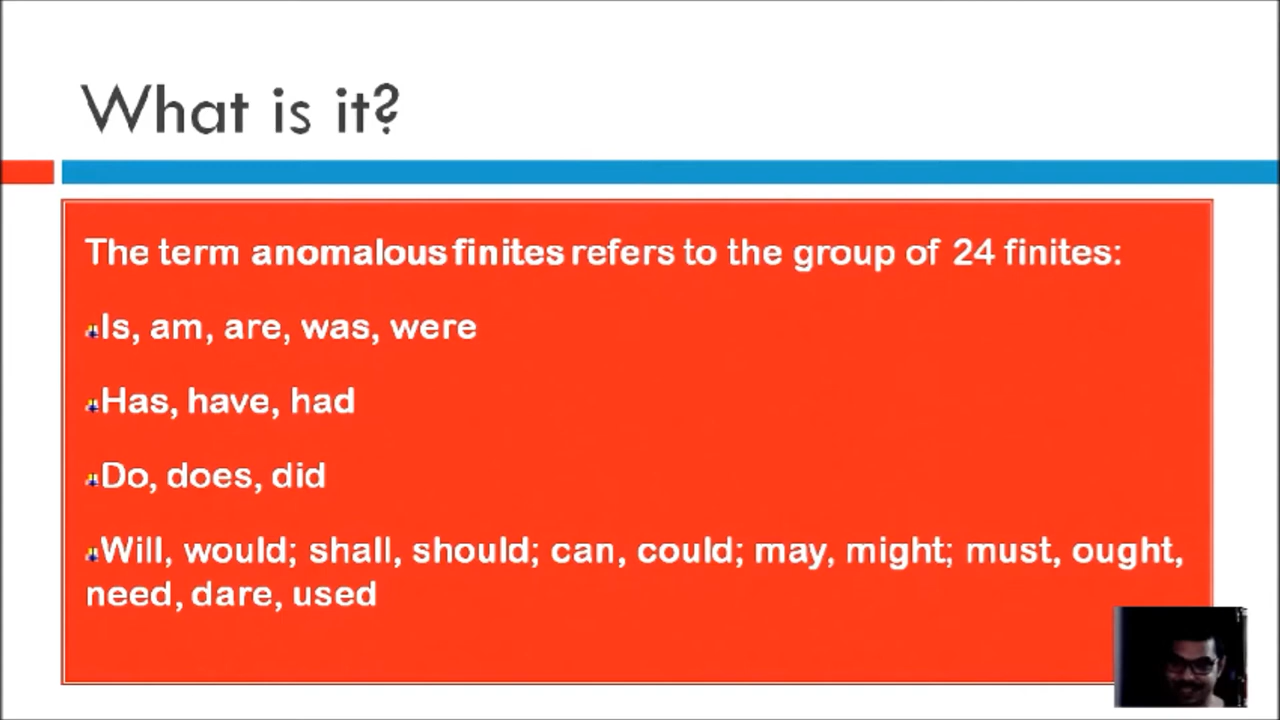 What is it?
The term anomalous finites refers to the group of 24 finites:
Is, am, are, was, were
Has, have, had
Do, does, did
Will, would; shall, should; can, could; may, might; must, ought,
need, dare, used